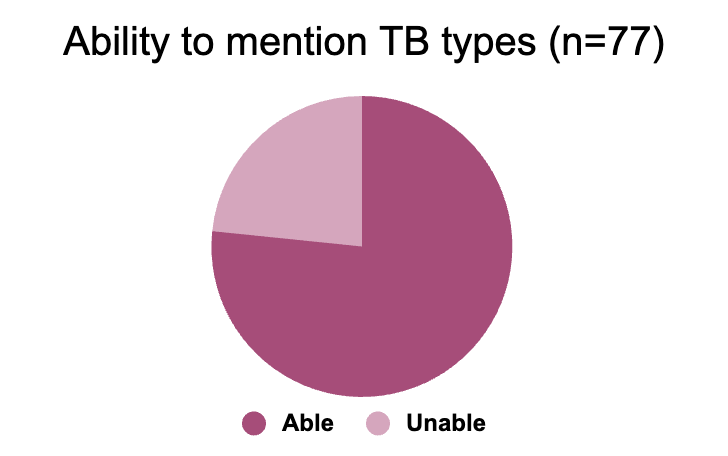 Ability to mention TB types (n=77)
Able Unable